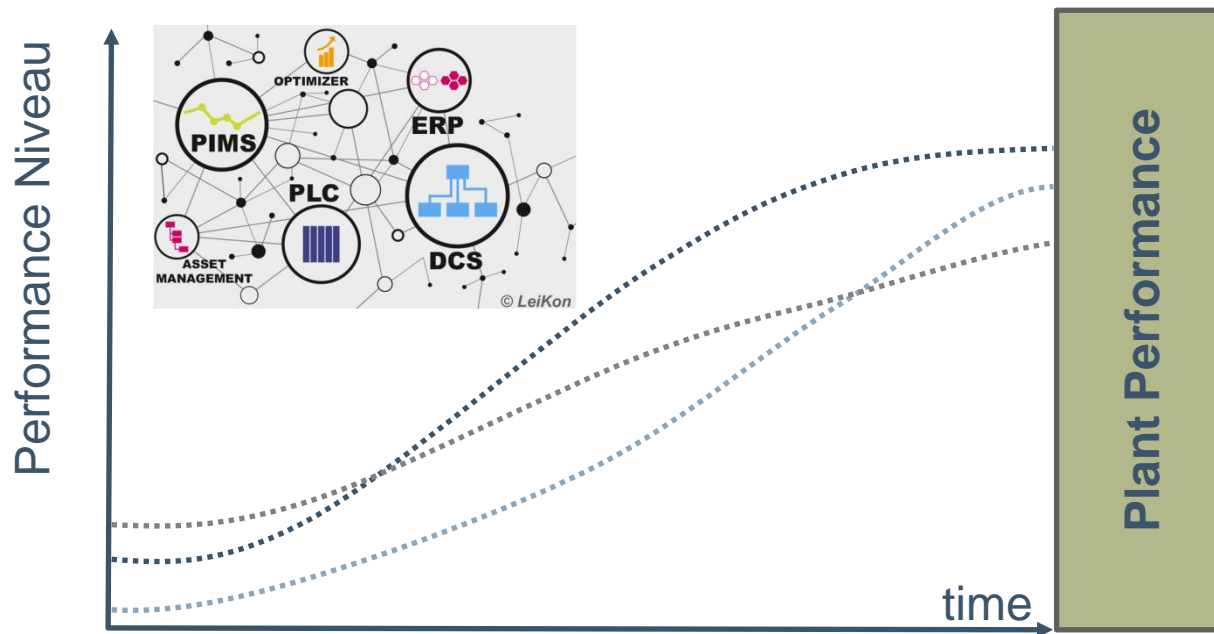 Performance Niveau
OPTIMIZER
PIMS
ERP
PLC
ASSET
MANAGEMENT
DCS
© LeiKon
time
Plant Performance